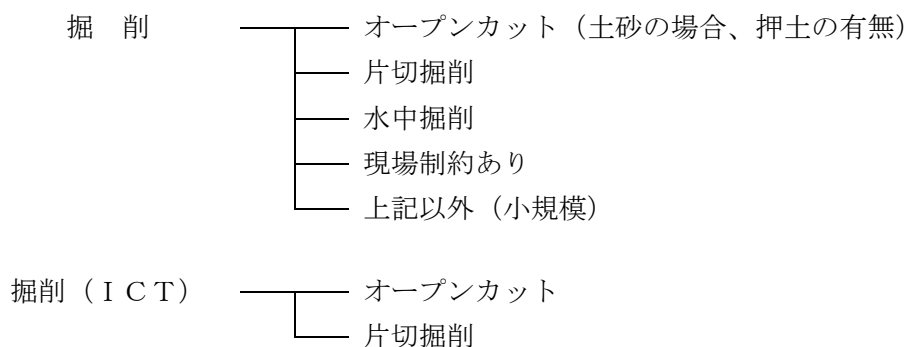 掘　削　オープンカット（土砂の場合、押土の有無）
片切掘削
水中掘削
現場制約あり
上記以外（小規模）
掘削（ＩＣＴ）　オープンカット
片切掘削